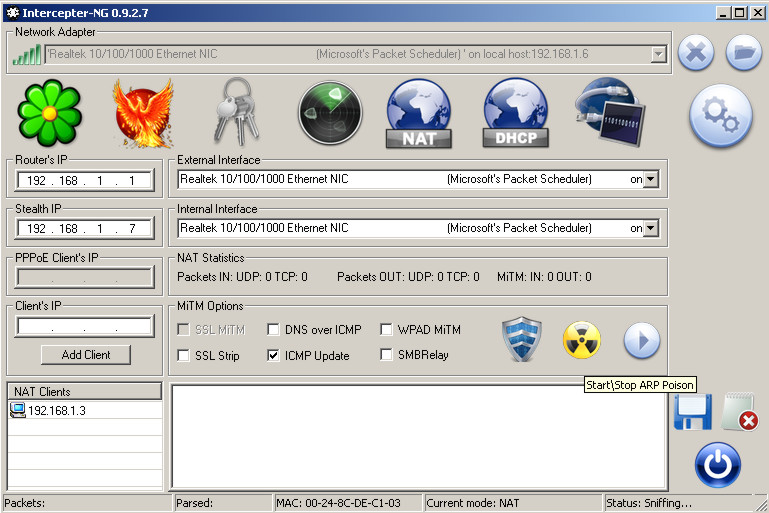 Intercepter-NG 0.9.2.7
Network Adapter
'Realtek 10/100/1000 Ethernet NIC (Microsoft's Packet Scheduler) ' on local host:192.168.1.6
NAT
DHCP
110110101
Router's IP
192 . 168 . 1 . 1
External Interface
Realtek 10/100/1000 Ethernet NIC (Microsoft's Packet Scheduler) on
Stealth IP
192 . 168 . 1 . 7
Internal Interface
Realtek 10/100/1000 Ethernet NIC (Microsoft's Packet Scheduler) on
PPPoE Client's IP
. . .
NAT Statistics
Packets IN: UDP: 0 TCP: 0 Packets OUT: UDP: 0 TCP: 0 MiTM: IN: 0 OUT: 0
Client's IP
. . .
Add Client
MiTM Options
SSL MiTM DNS over ICMP WPAD MiTM
SSL Strip ICMP Update SMBRelay
Start\Stop ARP Poison
NAT Clients
192.168.1.3
Packets: Parsed: MAC: 00-24-8C-DE-C1-03 Current mode: NAT Status: Sniffing...